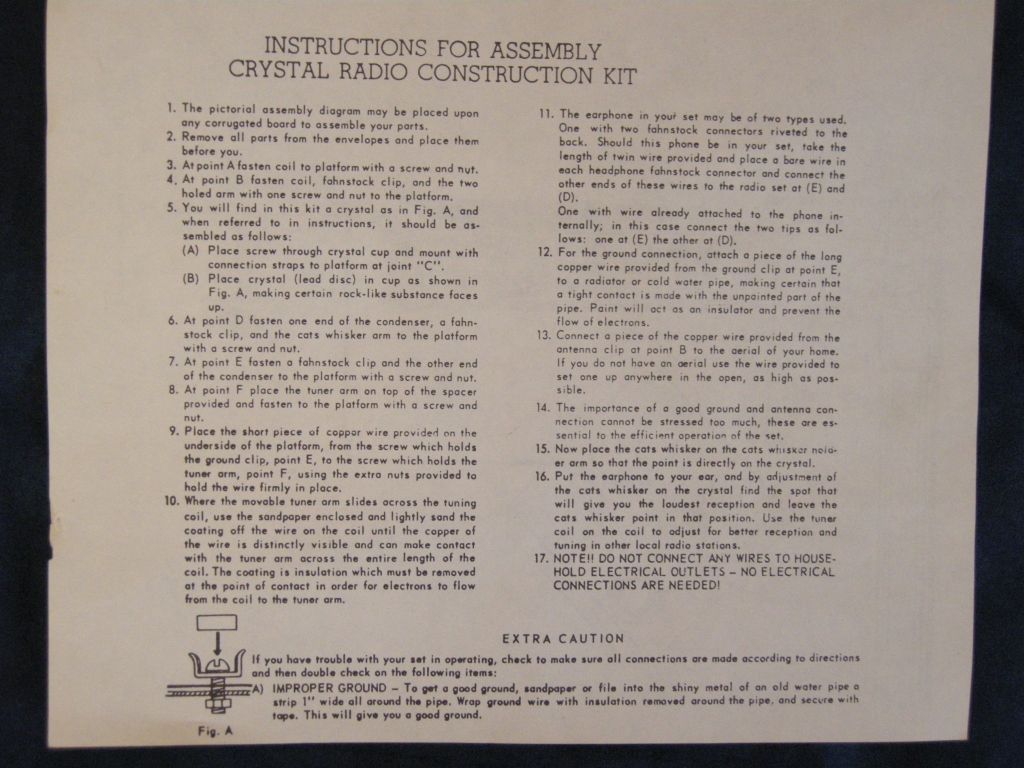 INSTRUCTIONS FOR ASSEMBLY
CRYSTAL RADIO CONSTRUCTION KIT
1. The pictorial assembly diagram may be placed upon
any corrugated board to assemble your parts.
2. Remove all parts from the envelopes and place them
before you.
3. At point A fasten coil to platform with a screw and nut.
4. At point B fasten coil, fahnstock clip, and the two
holed arm with one screw and nut to the platform.
5. You will find in this kit a crystal as in Fig. A, and
when referred to in instructions, it should be as-
sembled as follows:
(A) Place screw through crystal cup and mount with
connection straps to platform at joint "C".
(B) Place crystal (lead disc) in cup as shown in
Fig. A, making certain rock-like substance faces
up.
6. At point D fasten one end of the condenser, a fahn-
stock clip, and the cats whisker arm to the platform
with a screw and nut.
7. At point E fasten a fahnstock clip and the other end
of the condenser to the platform with a screw and nut.
8. At point F place the tuner arm on top of the spacer
provided and fasten to the platform with a screw and
nut.
9. Place the short piece of copper wire provided on the
underside of the platform, from the screw which holds
the ground clip, point E, to the screw which holds the
tuner arm, point F, using the extra nuts provided to
hold the wire firmly in place.
10. Where the movable tuner arm slides across the tuning
coil, use the sandpaper enclosed and lightly sand the
coating off the wire on the coil until the copper of
the wire is distinctly visible and can make contact
with the tuner arm across the entire length of the
coil. The coating is insulation which must be removed
at the point of contact in order for electrons to flow
from the coil to the tuner arm.
11. The earphone in your set may be of two types used.
One with two fahnstock connectors riveted to the
back. Should this phone be in your set, take the
length of twin wire provided and place a bare wire in
each headphone fahnstock connector and connect the
other ends of these wires to the radio set at (E) and
(D).
One with wire already attached to the phone in-
ternally; in this case connect the two tips as fol-
lows: one at (E) the other at (D).
12. For the ground connection, attach a piece of the long
copper wire provided from the ground clip at point E,
to a radiator or cold water pipe, making certain that
a tight contact is made with the unpainted part of the
pipe. Paint will act as an insulator and prevent the
flow of electrons.
13. Connect a piece of the copper wire provided from the
antenna clip at point B to the aerial of your home.
If you do not have an aerial use the wire provided to
set one up anywhere in the open, as high as pos-
sible.
14. The importance of a good ground and antenna con-
nection cannot be stressed too much, these are es-
sential to the efficient operation of the set.
15. Now place the cats whisker on the cats whisker hold-
er arm so that the point is directly on the crystal.
16. Put the earphone to your ear, and by adjustment of
the cats whisker on the crystal find the spot that
will give you the loudest reception and leave the
cats whisker point in that position. Use the tuner
coil on the coil to adjust for better reception and
tuning in other local radio stations.
17. NOTE!! DO NOT CONNECT ANY WIRES TO HOUSE-
HOLD ELECTRICAL OUTLETS – NO ELECTRICAL
CONNECTIONS ARE NEEDED!
EXTRA CAUTION
If you have trouble with your set in operating, check to make sure all connections are made according to directions
and then double check on the following items:
A) IMPROPER GROUND – To get a good ground, sandpaper or file into the shiny metal of an old water pipe a
strip 1" wide all around the pipe. Wrap ground wire with insulation removed around the pipe, and secure with
tape. This will give you a good ground.
Fig. A